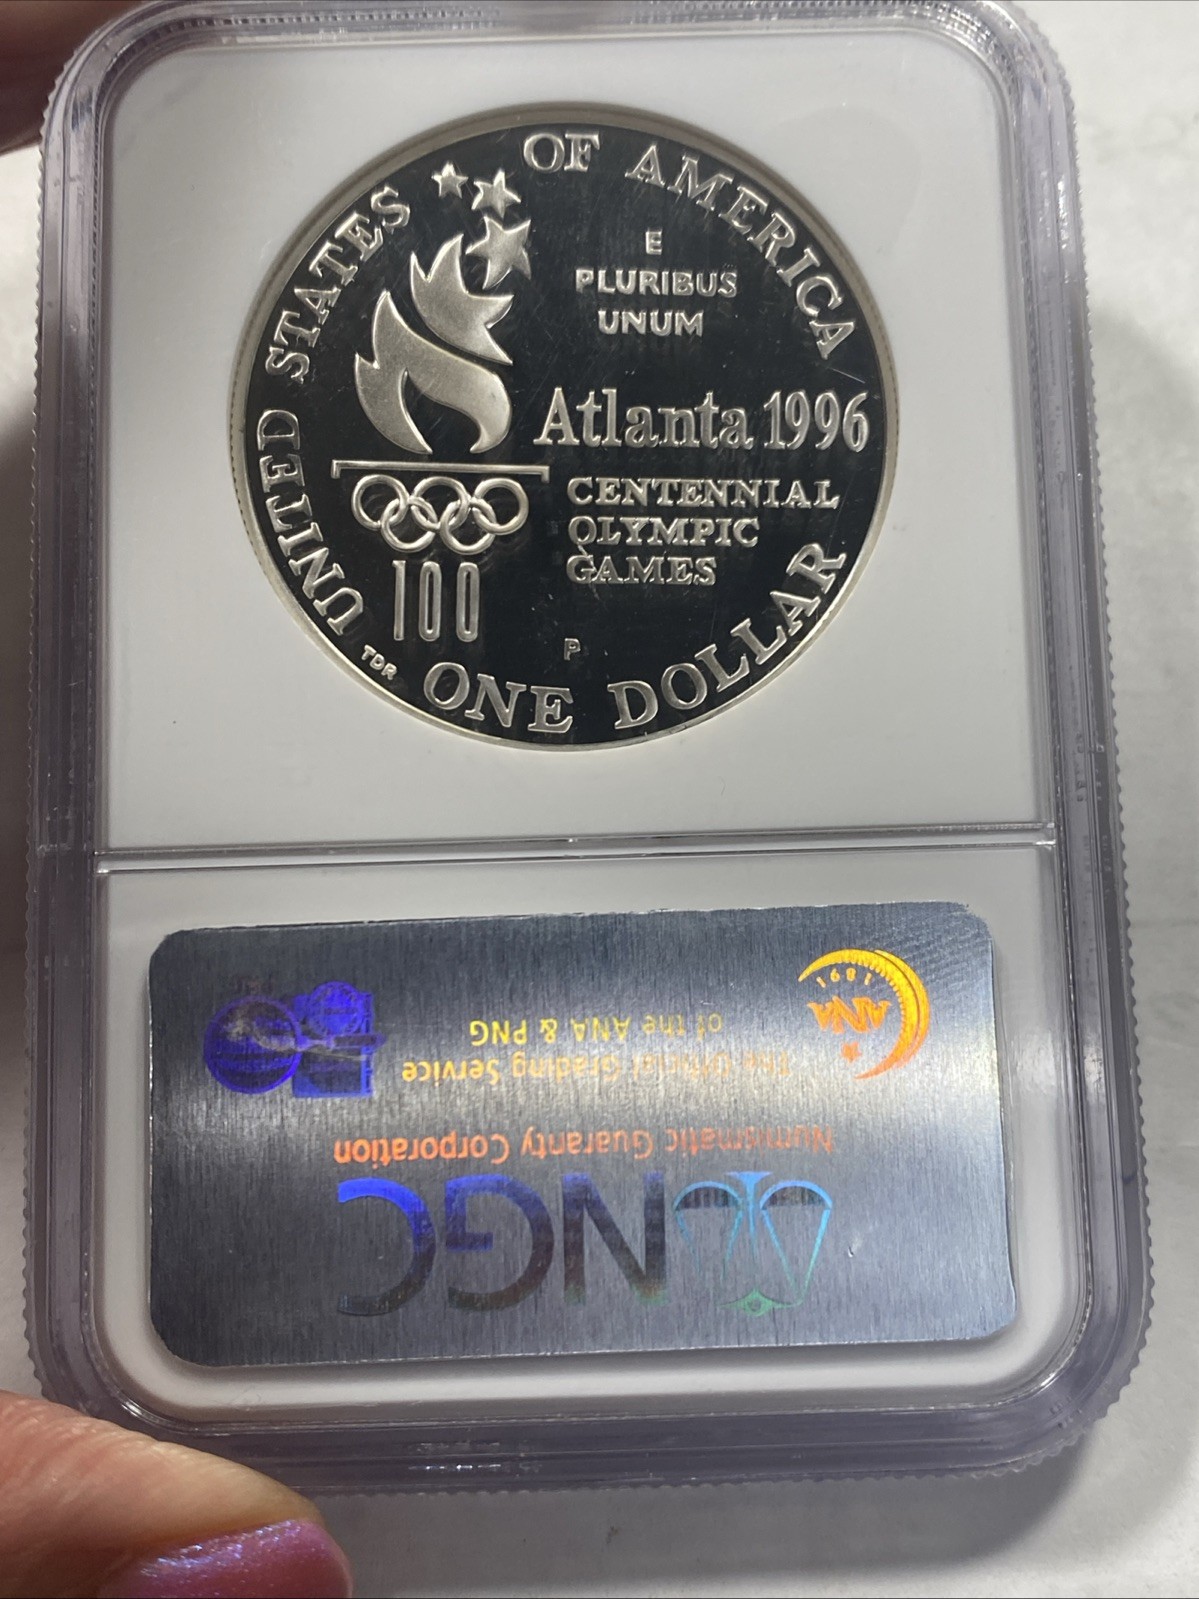 UNITED STATES OF AMERICA
E
PLURIBUS
UNUM
Atlanta 1996
CENTENNIAL
OLYMPIC
GAMES
100
P
TDR
ONE DOLLAR
NGC
Numismatic Guaranty Corporation
The Official Grading Service
of the ANA & PNG
ANA
1891